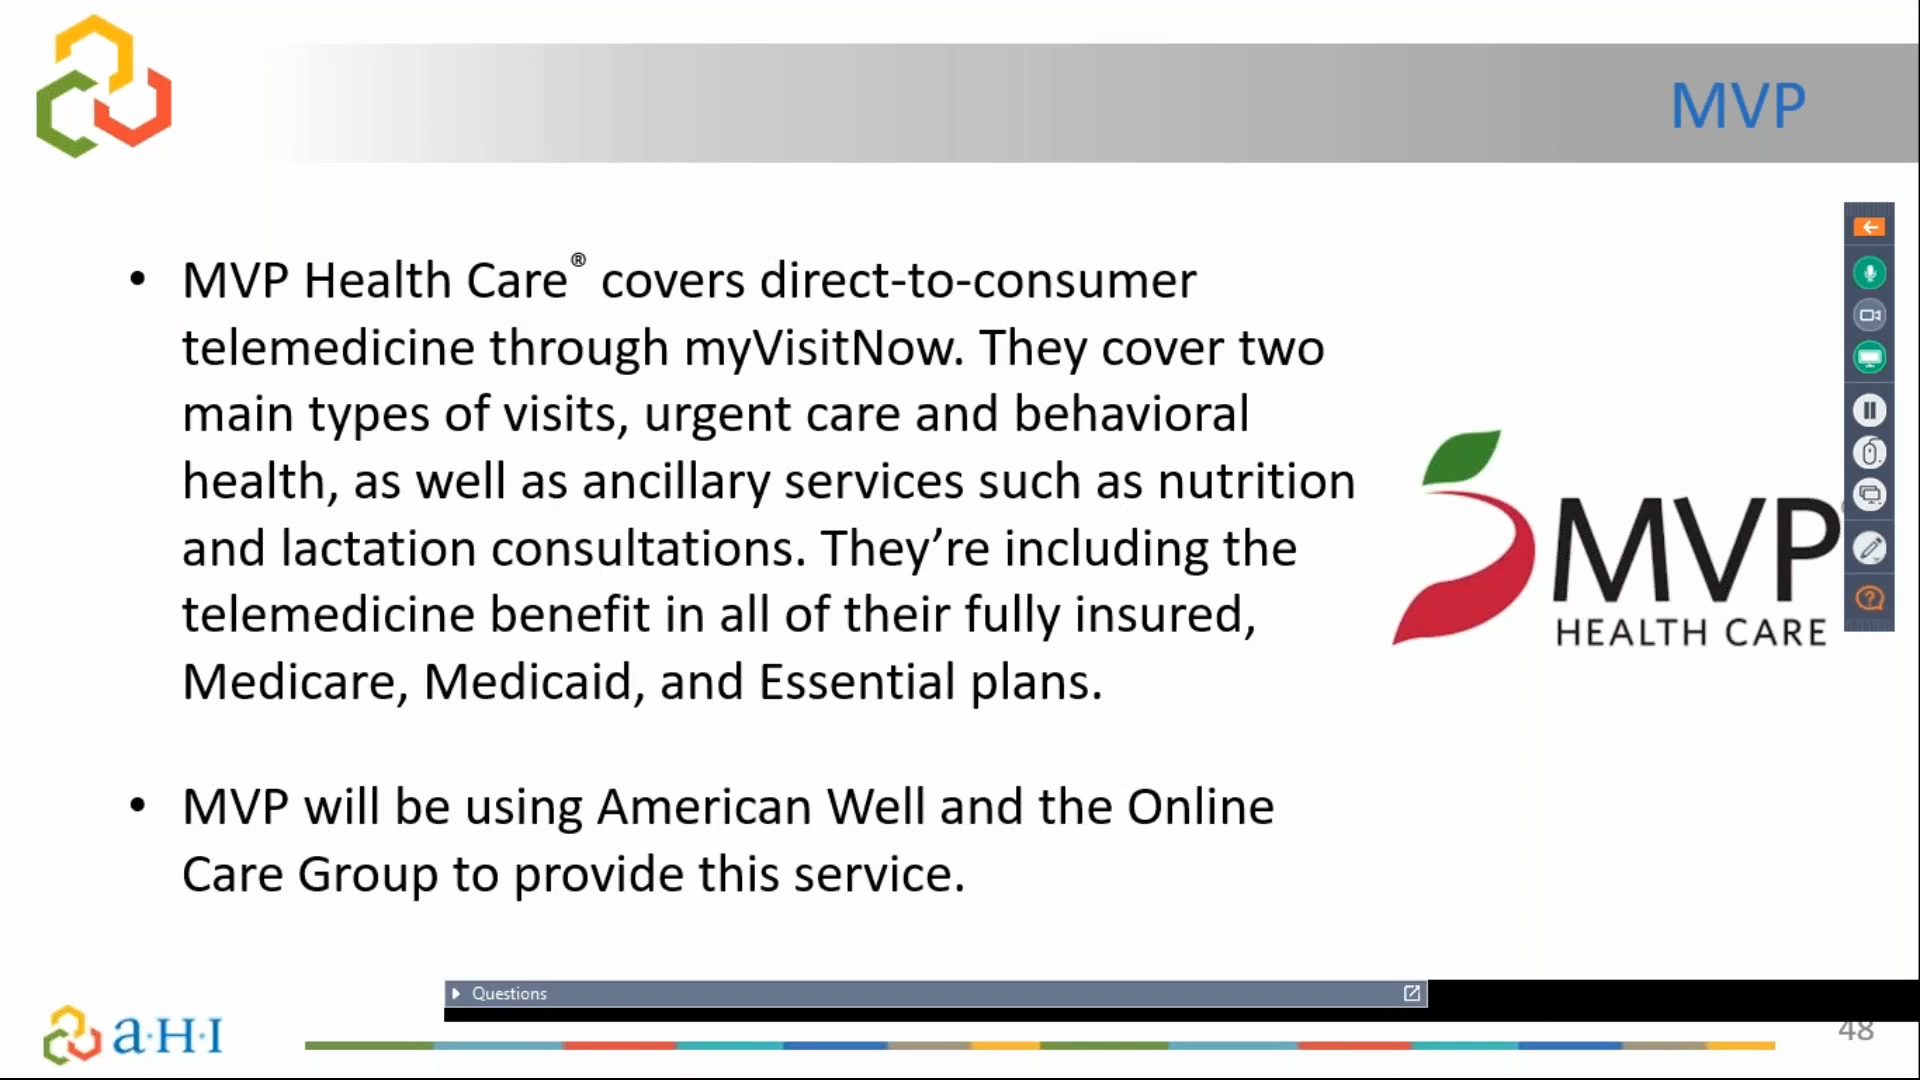 MVP
• MVP Health Care® covers direct-to-consumer
telemedicine through myVisitNow. They cover two
main types of visits, urgent care and behavioral
health, as well as ancillary services such as nutrition
and lactation consultations. They’re including the
telemedicine benefit in all of their fully insured,
Medicare, Medicaid, and Essential plans.
MVP
HEALTH CARE
• MVP will be using American Well and the Online
Care Group to provide this service.
Questions
a·H·I
48